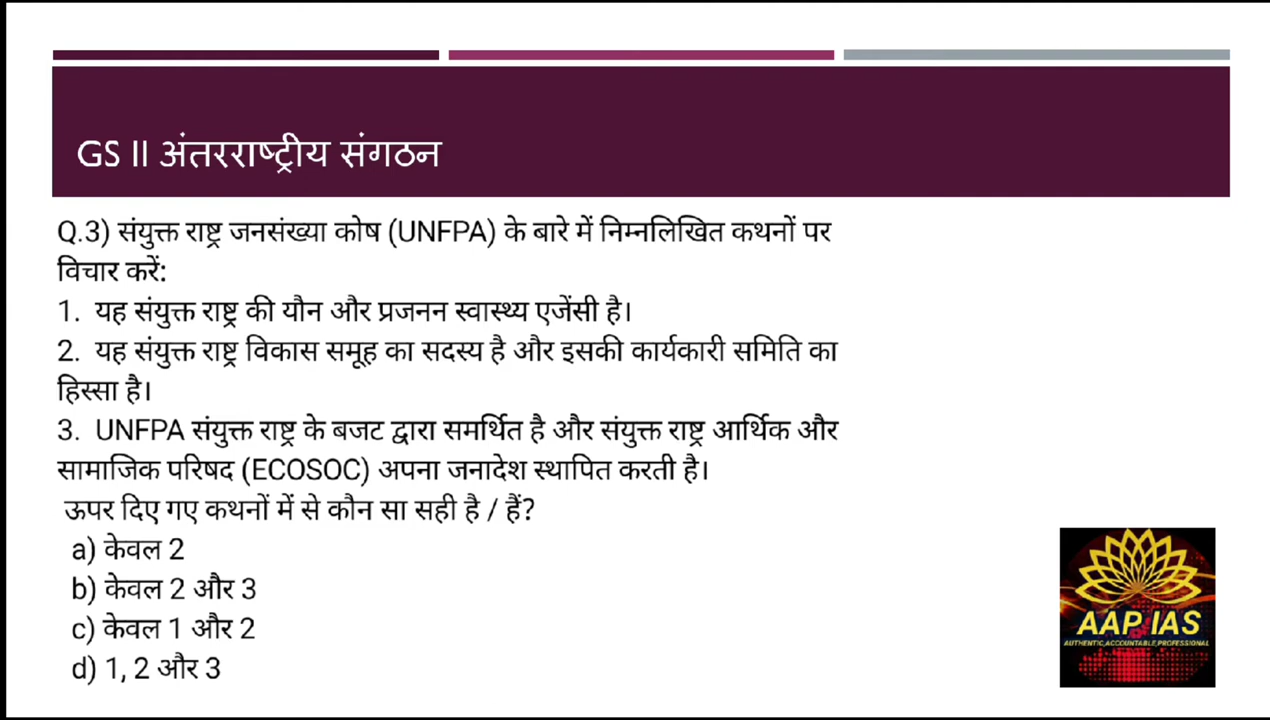 GS II अंतरराष्ट्रीय संगठन
Q.3) संयुक्त राष्ट्र जनसंख्या कोष (UNFPA) के बारे में निम्नलिखित कथनों पर
विचार करें:
1. यह संयुक्त राष्ट्र की यौन और प्रजनन स्वास्थ्य एजेंसी है।
2. यह संयुक्त राष्ट्र विकास समूह का सदस्य है और इसकी कार्यकारी समिति का
हिस्सा है।
3. UNFPA संयुक्त राष्ट्र के बजट द्वारा समर्थित है और संयुक्त राष्ट्र आर्थिक और
सामाजिक परिषद (ECOSOC) अपना जनादेश स्थापित करती है।
ऊपर दिए गए कथनों में से कौन सा सही है / हैं?
a) केवल 2
b) केवल 2 और 3
c) केवल 1 और 2
d) 1, 2 और 3
AAP IAS
AUTHENTIC,ACCOUNTABLE,PROFESSIONAL